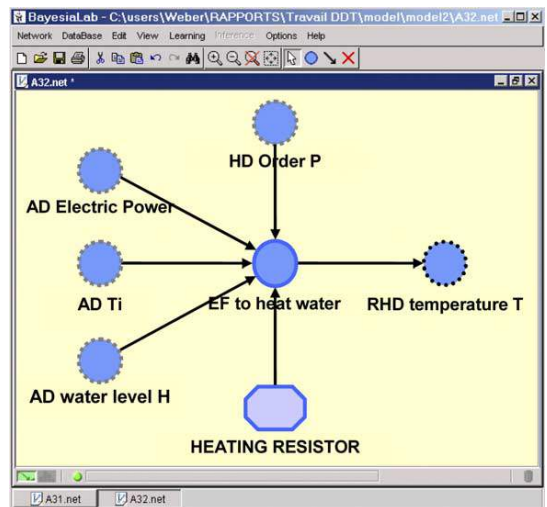 BayesiaLab - C:\users\Weber\RAPPORTS\Travail DDT\model\model2\A32.net
Network DataBase Edit View Learning Inference Options Help
A32.net *
HD Order P
AD Electric Power
AD Ti
EF to heat water
RHD temperature T
AD water level H
HEATING RESISTOR
A31.net A32.net